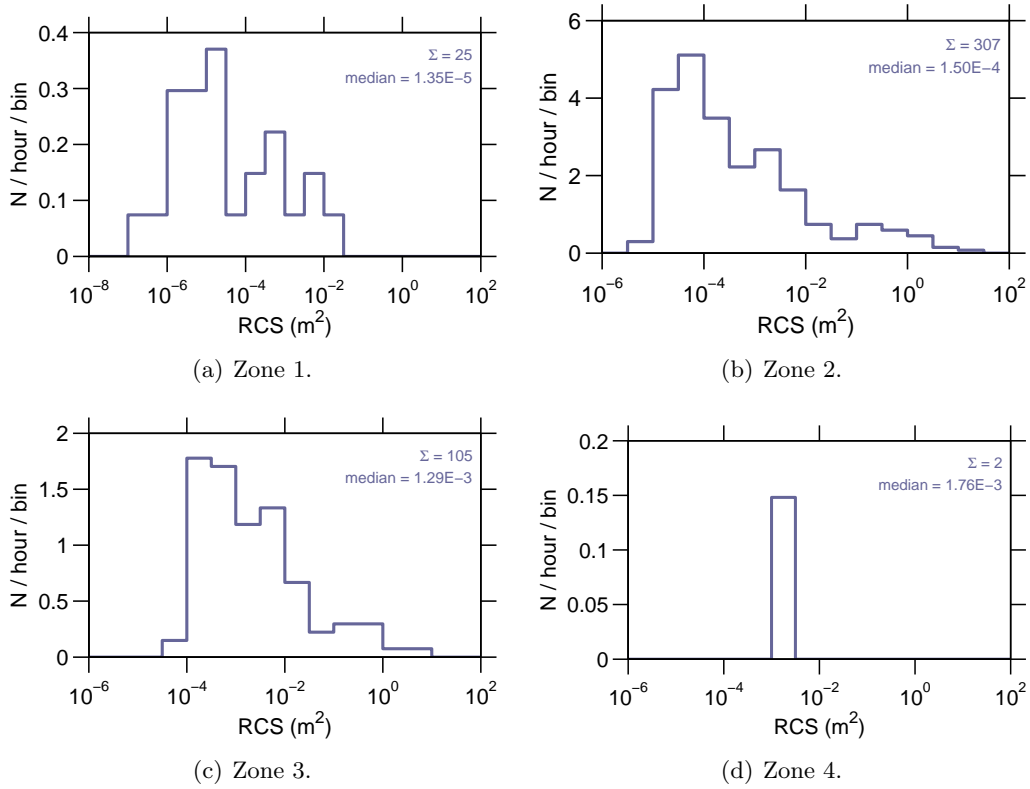 0.4
0.3
0.2
0.1
0
N / hour / bin
Σ = 25
median = 1.35E−5
10^−8
10^−6
10^−4
10^−2
10^0
10^2
RCS (m^2)
(a) Zone 1.
6
4
2
0
N / hour / bin
Σ = 307
median = 1.50E−4
10^−6
10^−4
10^−2
10^0
10^2
RCS (m^2)
(b) Zone 2.
2
1.5
1
0.5
0
N / hour / bin
Σ = 105
median = 1.29E−3
10^−6
10^−4
10^−2
10^0
10^2
RCS (m^2)
(c) Zone 3.
0.2
0.15
0.1
0.05
0
N / hour / bin
Σ = 2
median = 1.76E−3
10^−6
10^−4
10^−2
10^0
10^2
RCS (m^2)
(d) Zone 4.